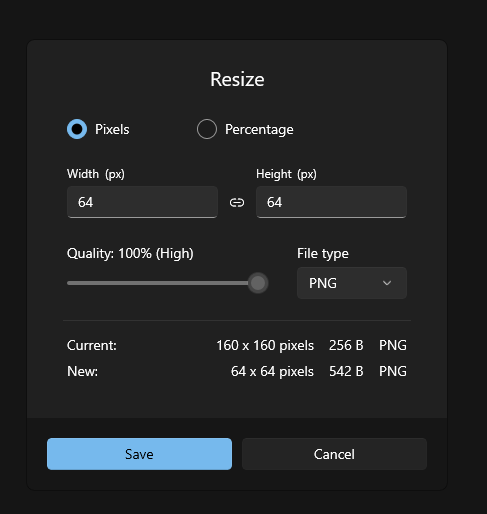 Resize
Pixels Percentage
Width (px) Height (px)
64 64
Quality: 100% (High) File type
PNG
Current: 160 x 160 pixels 256 B PNG
New: 64 x 64 pixels 542 B PNG
Save Cancel